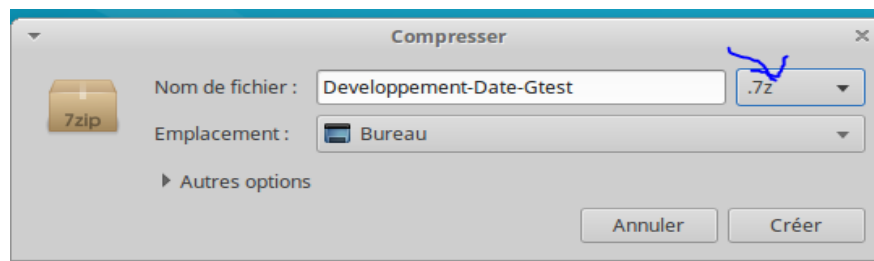 Compresser
Nom de fichier : Developpement-Date-Gtest .7z
7zip
Emplacement : Bureau
Autres options
Annuler Créer